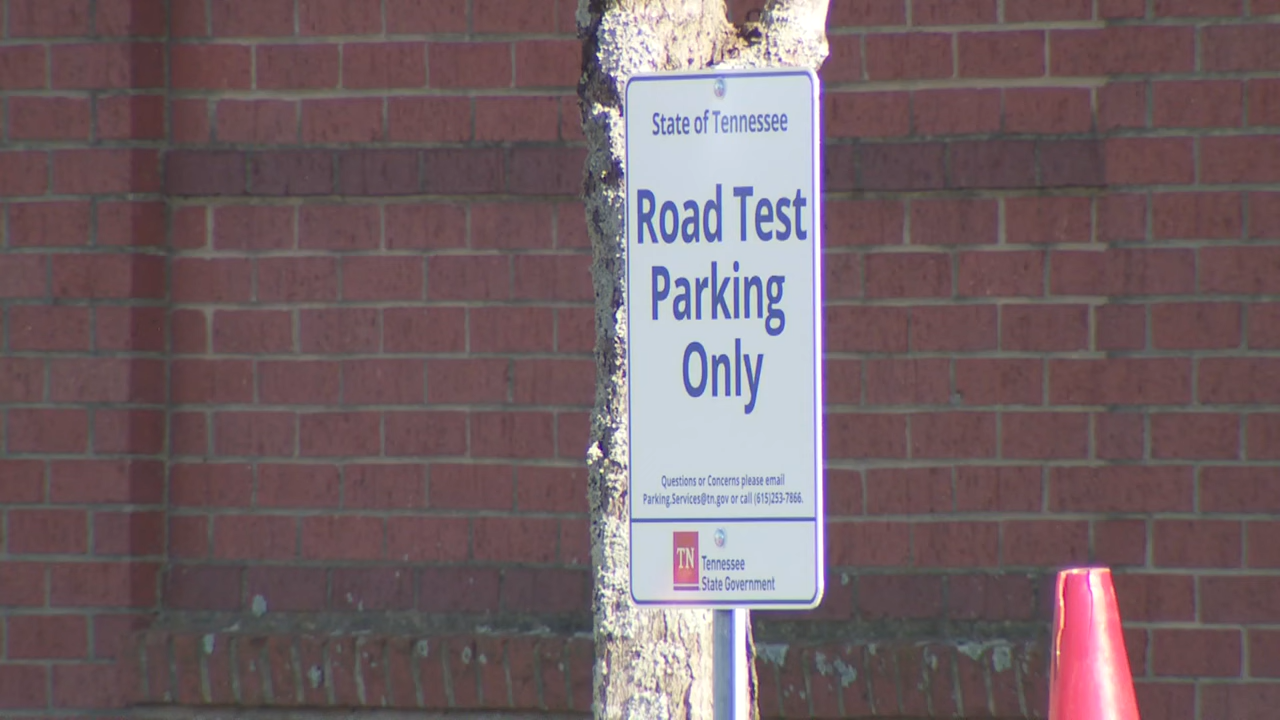 State of Tennessee
Road Test
Parking
Only
Questions or Concerns please email
Parking.Services@tn.gov or call (615)253-7866.
TN
Tennessee
State Government